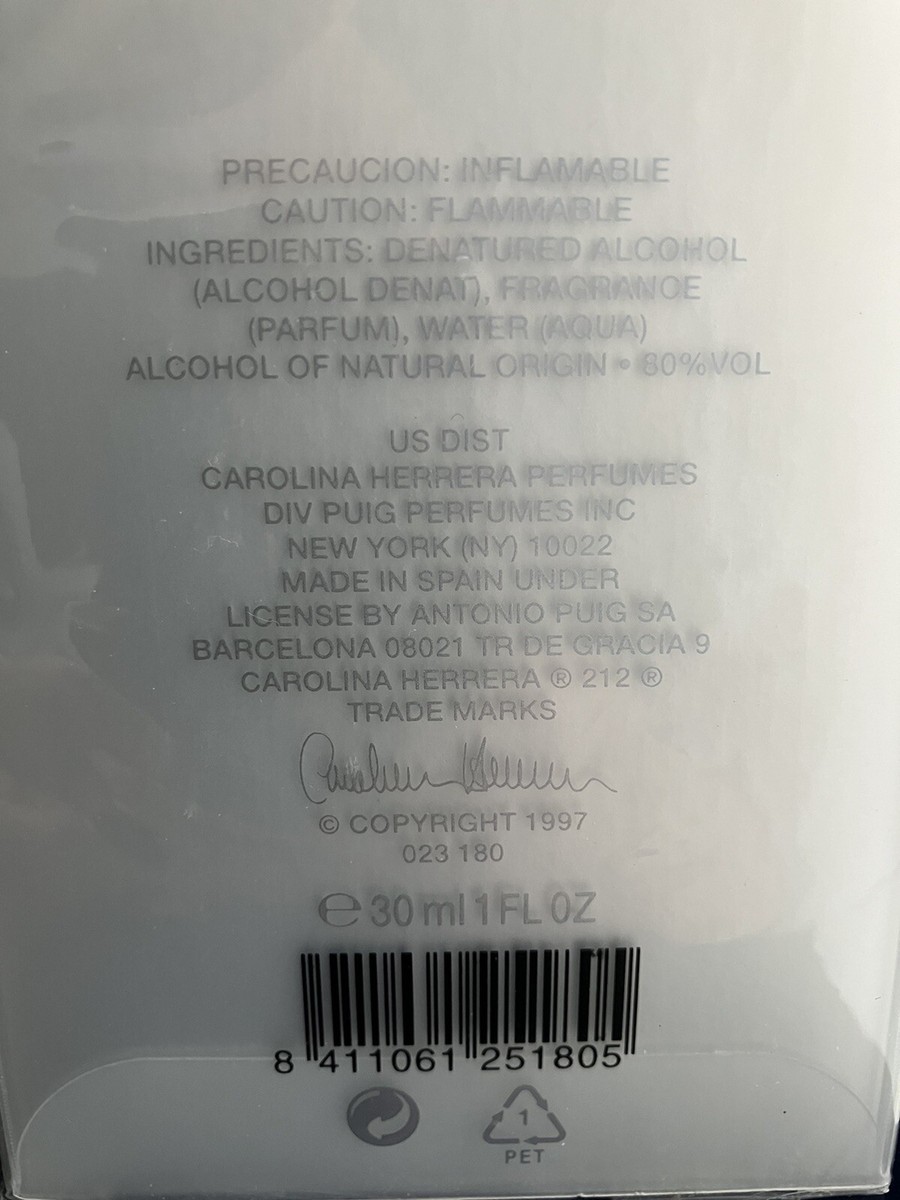 PRECAUCION: INFLAMABLE
CAUTION: FLAMMABLE
INGREDIENTS: DENATURED ALCOHOL
(ALCOHOL DENAT), FRAGRANCE
(PARFUM), WATER (AQUA)
ALCOHOL OF NATURAL ORIGIN • 80%VOL
US DIST
CAROLINA HERRERA PERFUMES
DIV PUIG PERFUMES INC
NEW YORK (NY) 10022
MADE IN SPAIN UNDER
LICENSE BY ANTONIO PUIG SA
BARCELONA 08021 TR DE GRACIA 9
CAROLINA HERRERA ® 212 ®
TRADE MARKS
Carolina Herrera
© COPYRIGHT 1997
023 180
℮ 30 ml 1 FL OZ
8 411061 251805
1
PET